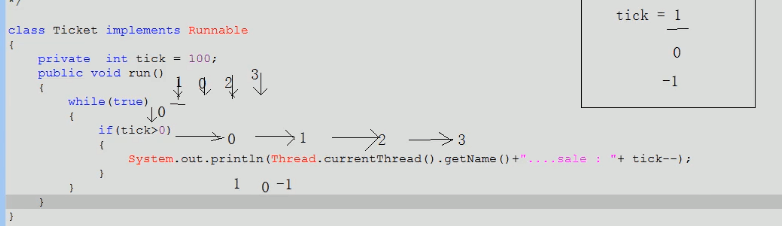 */
class Ticket implements Runnable
{
private int tick = 100;
public void run()
{
1 0 2 3
while(true)
0
{
if(tick>0) 0 1 2 3
{
System.out.println(Thread.currentThread().getName()+"....sale : "+ tick--);
}
1 0 -1
}
}
}
tick = 1
0
-1